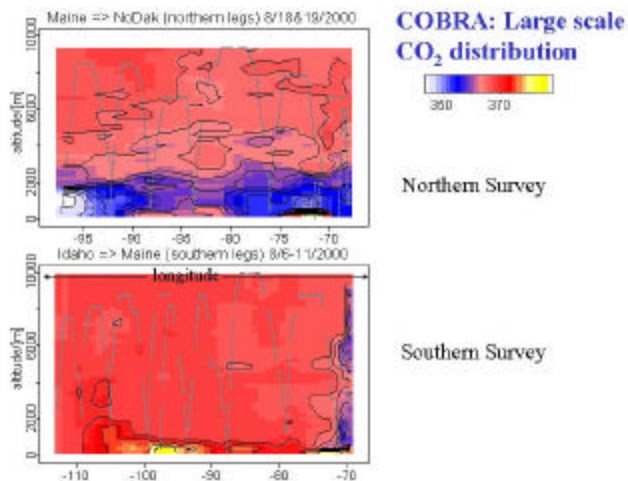 Maine => NoDak (northern legs) 8/18&19/2000
COBRA: Large scale
CO2 distribution
360 370
altitude/[m]
0 2000 6000 10000
Northern Survey
-95 -90 -85 -80 -75 -70
Idaho => Maine (southern legs) 8/6-11/2000
longitude
altitude/[m]
0 2000 6000 10000
Southern Survey
-110 -100 -90 -80 -70